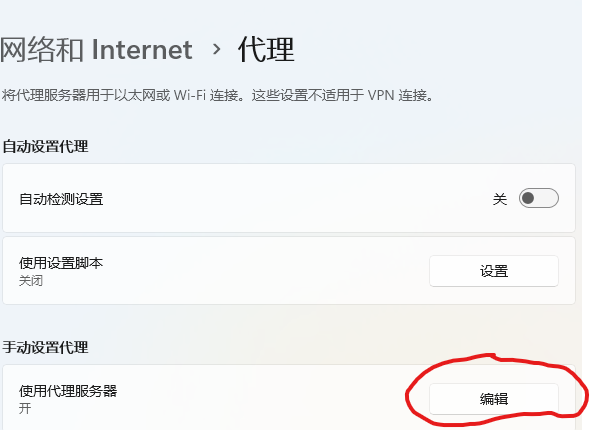 网络和 Internet › 代理
将代理服务器用于以太网或 Wi-Fi 连接。这些设置不适用于 VPN 连接。
自动设置代理
自动检测设置
关
使用设置脚本
关闭
设置
手动设置代理
使用代理服务器
开
编辑